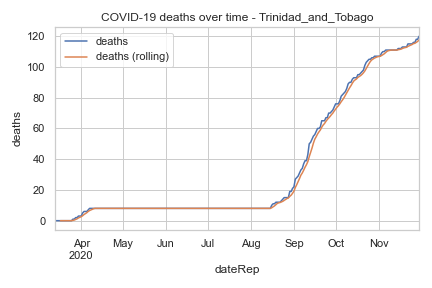 COVID-19 deaths over time - Trinidad_and_Tobago
deaths
deaths (rolling)
deaths
120
100
80
60
40
20
0
Apr May Jun Jul Aug Sep Oct Nov
2020
dateRep